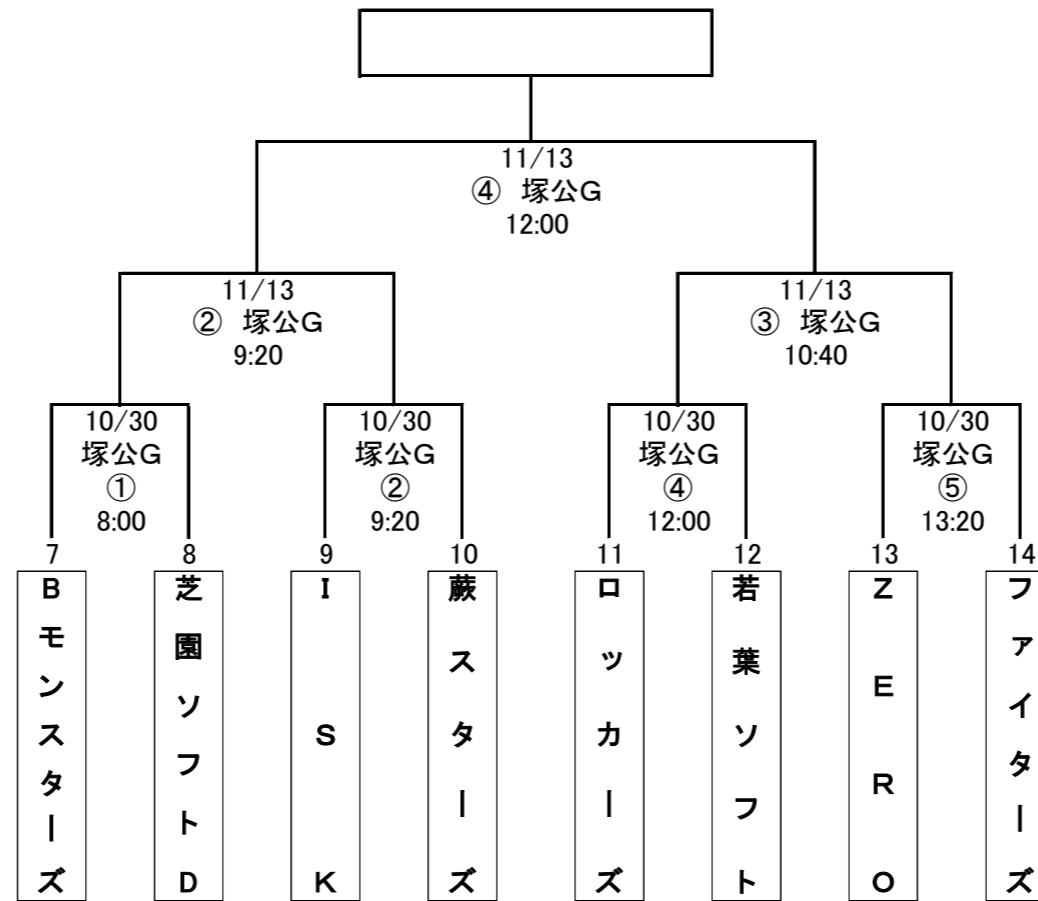 11/13
④ 塚公G
12:00
11/13
② 塚公G
9:20
11/13
③ 塚公G
10:40
10/30
塚公G
①
8:00
10/30
塚公G
②
9:20
10/30
塚公G
④
12:00
10/30
塚公G
⑤
13:20
7
8
9
10
11
12
13
14
Bモンスターズ
芝園ソフトD
ISK
蕨スターズ
ロッカーズ
若葉ソフト
ZERO
ファイターズ